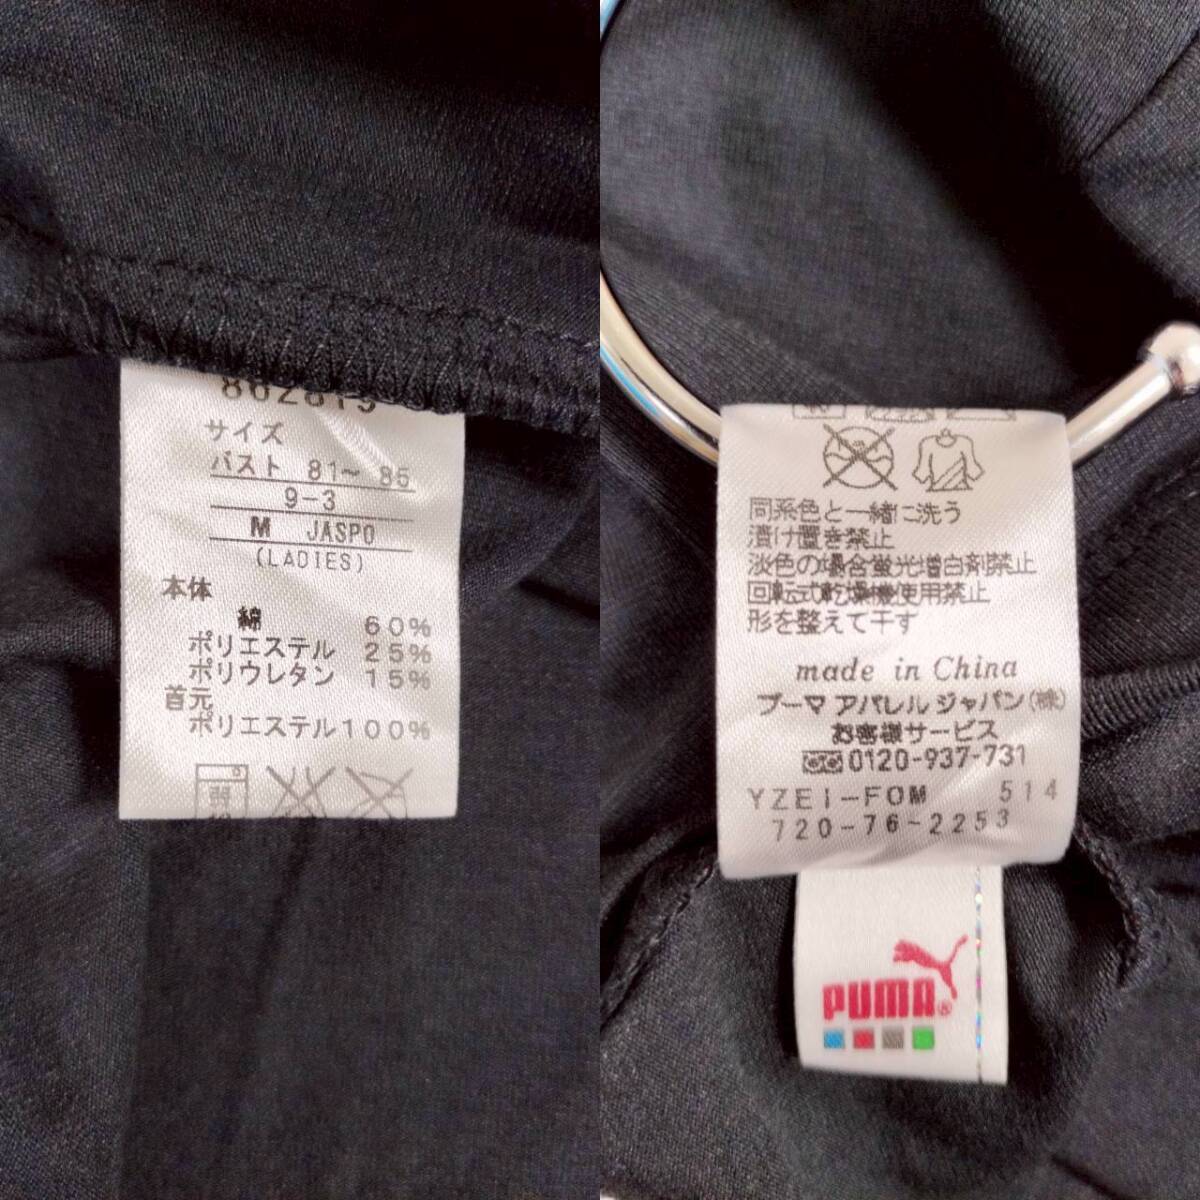 サイズ
バスト 81～ 85
9-3
M JASPO
(LADIES)
本体
綿 60%
ポリエステル 25%
ポリウレタン 15%
首元
ポリエステル100%
弱
同系色と一緒に洗う
漬け置き禁止
淡色の場合蛍光増白剤禁止
回転式乾燥機使用禁止
形を整えて干す
made in China
プーマ アパレル ジャパン(株)
お客様サービス
0120-937-731
YZEI-FOM 514
720-76-2253
PUMA®